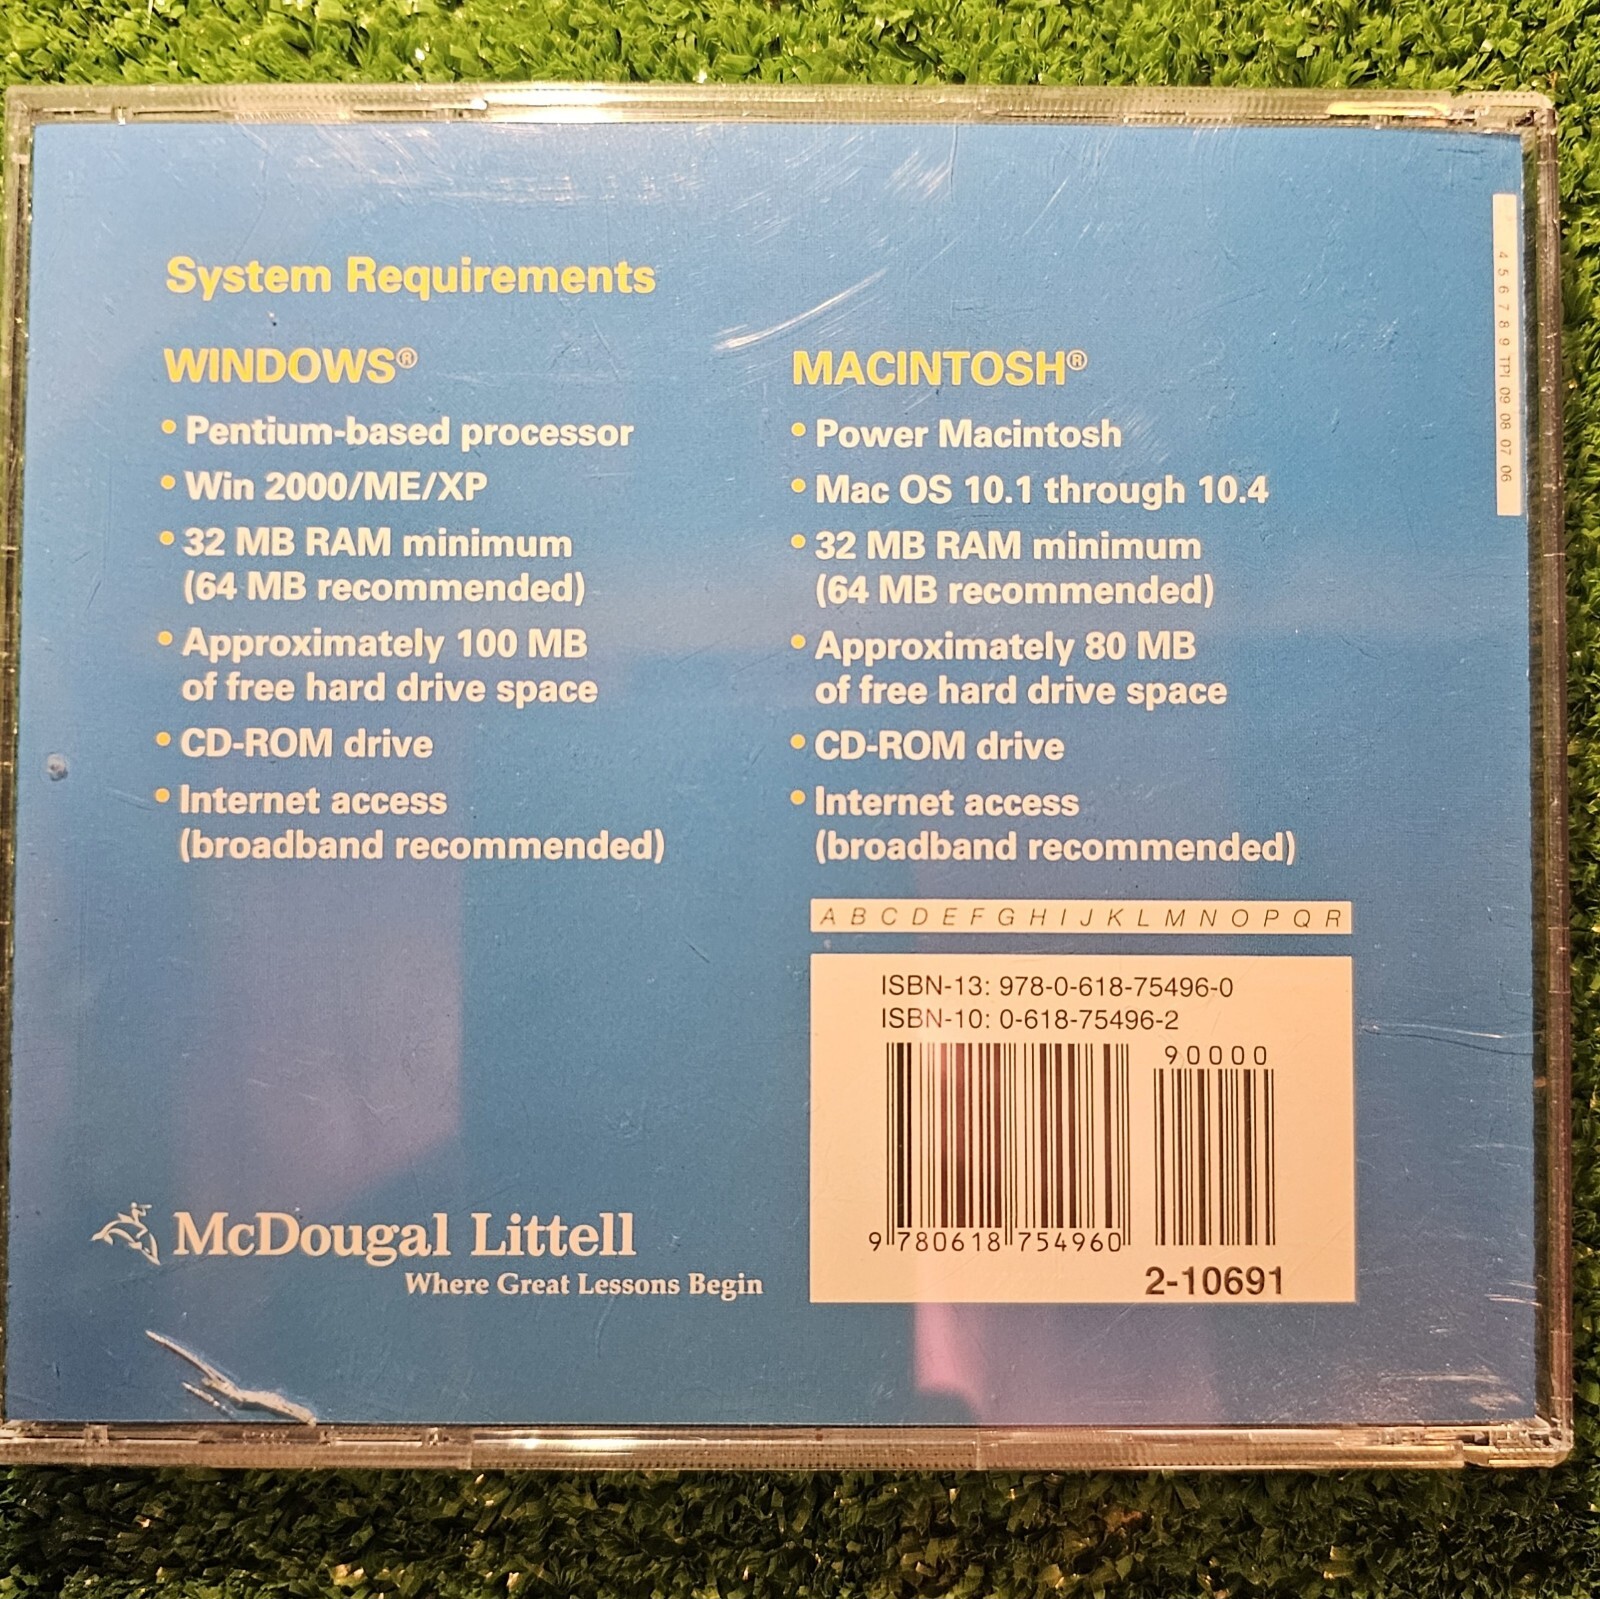 System Requirements
WINDOWS®
• Pentium-based processor
• Win 2000/ME/XP
• 32 MB RAM minimum
(64 MB recommended)
• Approximately 100 MB
of free hard drive space
• CD-ROM drive
• Internet access
(broadband recommended)
MACINTOSH®
• Power Macintosh
• Mac OS 10.1 through 10.4
• 32 MB RAM minimum
(64 MB recommended)
• Approximately 80 MB
of free hard drive space
• CD-ROM drive
• Internet access
(broadband recommended)
4 5 6 7 8 9 TPI 09 08 07 06
A B C D E F G H I J K L M N O P Q R
ISBN-13: 978-0-618-75496-0
ISBN-10: 0-618-75496-2
90000
9 780618 754960
2-10691
McDougal Littell
Where Great Lessons Begin